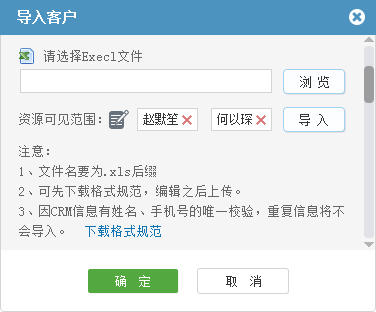 导入客户
请选择Execl文件
浏 览
资源可见范围： 赵默笙 何以琛 导 入
注意：
1、文件名要为.xls后缀
2、可先下载格式规范，编辑之后上传。
3、因CRM信息有姓名、手机号的唯一校验，重复信息将不
会导入。 下载格式规范
确 定 取 消